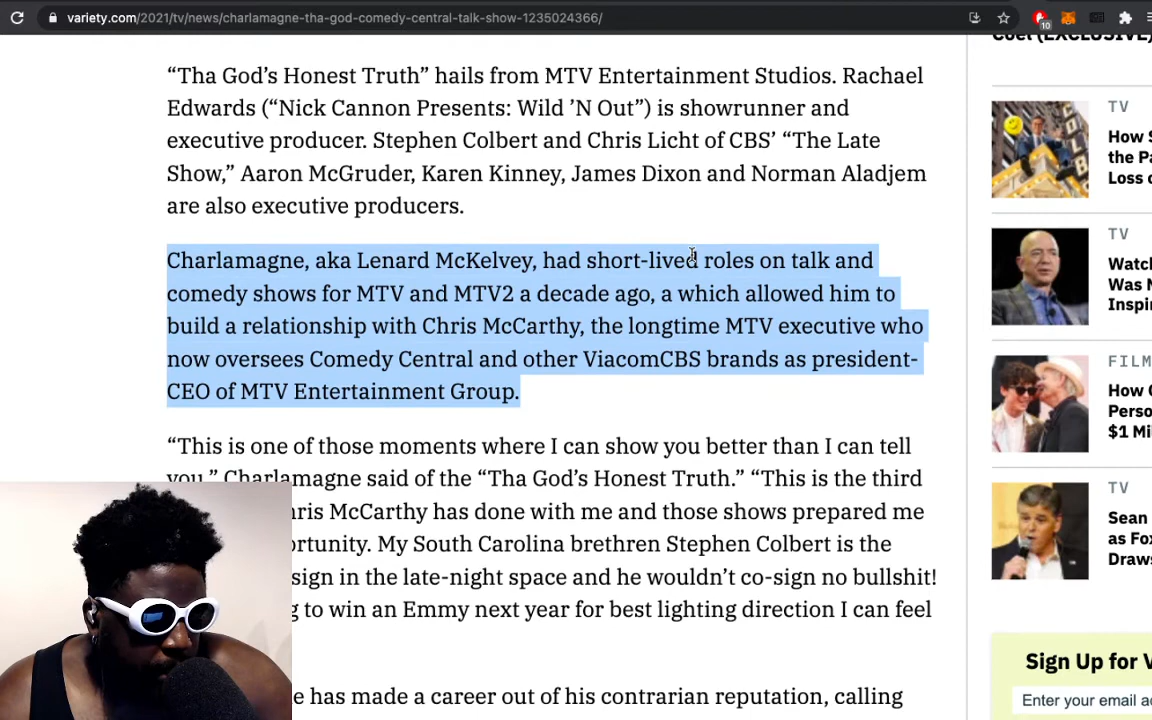 variety.com/2021/tv/news/charlamagne-tha-god-comedy-central-talk-show-1235024366/
10
“Tha God’s Honest Truth” hails from MTV Entertainment Studios. Rachael
Edwards (“Nick Cannon Presents: Wild ’N Out”) is showrunner and
executive producer. Stephen Colbert and Chris Licht of CBS’ “The Late
Show,” Aaron McGruder, Karen Kinney, James Dixon and Norman Aladjem
are also executive producers.
Charlamagne, aka Lenard McKelvey, had short-lived roles on talk and
comedy shows for MTV and MTV2 a decade ago, a which allowed him to
build a relationship with Chris McCarthy, the longtime MTV executive who
now oversees Comedy Central and other ViacomCBS brands as president-
CEO of MTV Entertainment Group.
“This is one of those moments where I can show you better than I can tell
you,” Charlamagne said of the “Tha God’s Honest Truth.” “This is the third
hris McCarthy has done with me and those shows prepared me
ortunity. My South Carolina brethren Stephen Colbert is the
sign in the late-night space and he wouldn’t co-sign no bullshit!
g to win an Emmy next year for best lighting direction I can feel
e has made a career out of his contrarian reputation, calling
(EXCLUSIVE)
TV
How S
the Pa
Loss o
TV
Watch
Was N
Inspir
FILM
How C
Perso
$1 Mi
TV
Sean
as Fox
Draws
Sign Up for V
Enter your email ad